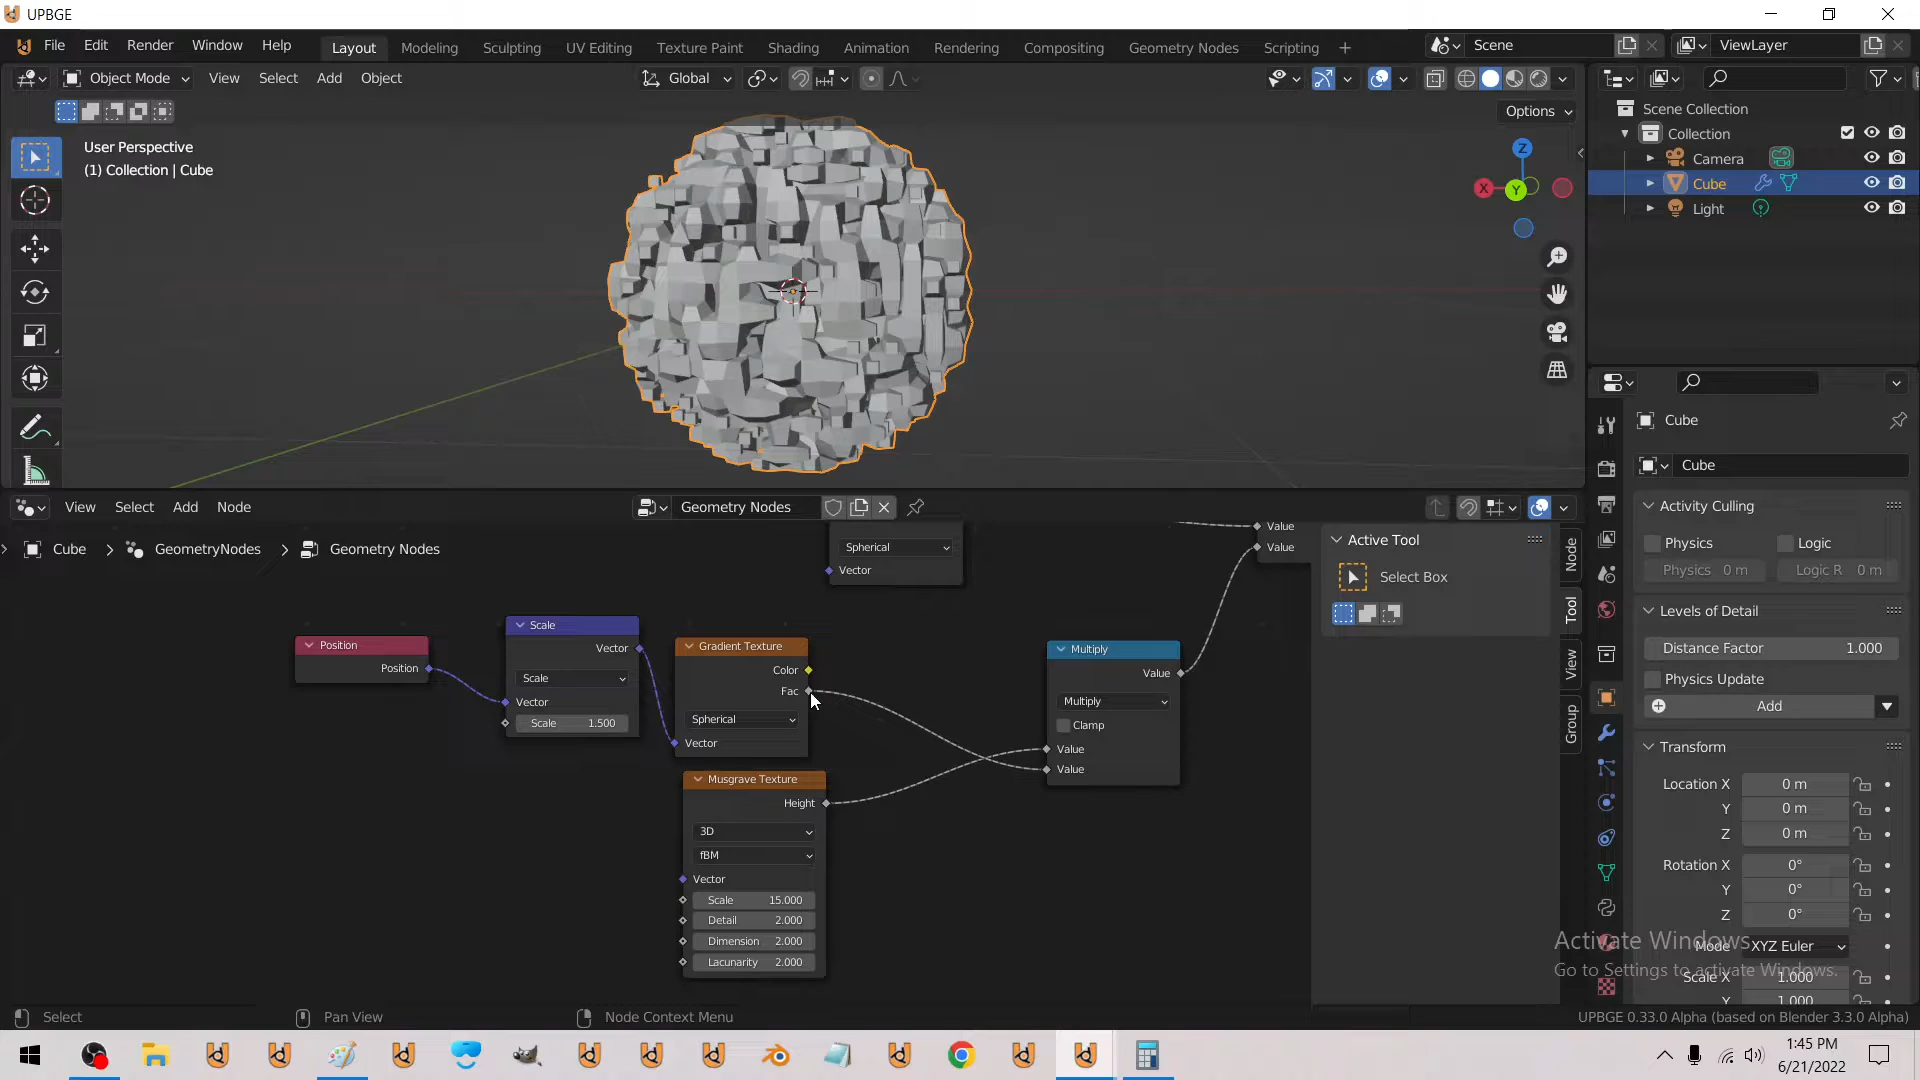 UPBGE
File Edit Render Window Help
Layout Modeling Sculpting UV Editing Texture Paint Shading Animation Rendering Compositing Geometry Nodes Scripting +
Scene
ViewLayer
Object Mode View Select Add Object
Global
Options
User Perspective
(1) Collection | Cube
Z
X
Y
Scene Collection
Collection
Camera
Cube
Light
View Select Add Node
Geometry Nodes
Cube > GeometryNodes > Geometry Nodes
Spherical
Vector
Value
Value
Position
Position
Scale
Vector
Scale
Vector
Scale 1.500
Gradient Texture
Color
Fac
Spherical
Vector
Musgrave Texture
Height
3D
fBM
Vector
Scale 15.000
Detail 2.000
Dimension 2.000
Lacunarity 2.000
Multiply
Value
Multiply
Clamp
Value
Value
Active Tool
Select Box
Node
Tool
View
Group
Cube
Cube
Activity Culling
Physics Logic
Physics 0 m Logic R 0 m
Levels of Detail
Distance Factor 1.000
Physics Update
Add
Transform
Location X 0 m
Y 0 m
Z 0 m
Rotation X 0°
Y 0°
Z 0°
Mode XYZ Euler
Scale X 1.000
Y 1.000
Activate Windows
Go to Settings to activate Windows.
Select
Pan View
Node Context Menu
UPBGE 0.33.0 Alpha (based on Blender 3.3.0 Alpha)
1:45 PM
6/21/2022